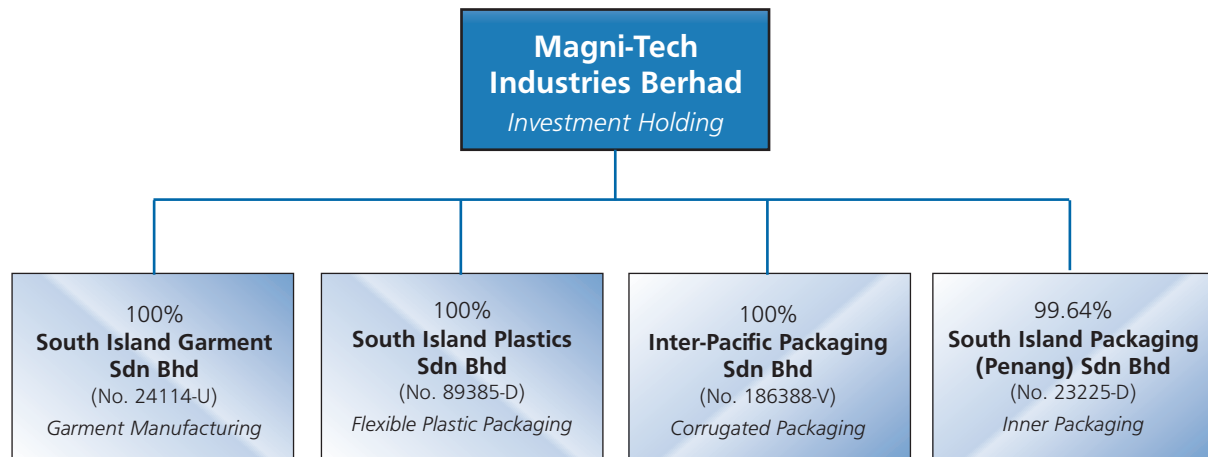 Magni-Tech
Industries Berhad
Investment Holding
100%
South Island Garment
Sdn Bhd
(No. 24114-U)
Garment Manufacturing
100%
South Island Plastics
Sdn Bhd
(No. 89385-D)
Flexible Plastic Packaging
100%
Inter-Pacific Packaging
Sdn Bhd
(No. 186388-V)
Corrugated Packaging
99.64%
South Island Packaging
(Penang) Sdn Bhd
(No. 23225-D)
Inner Packaging